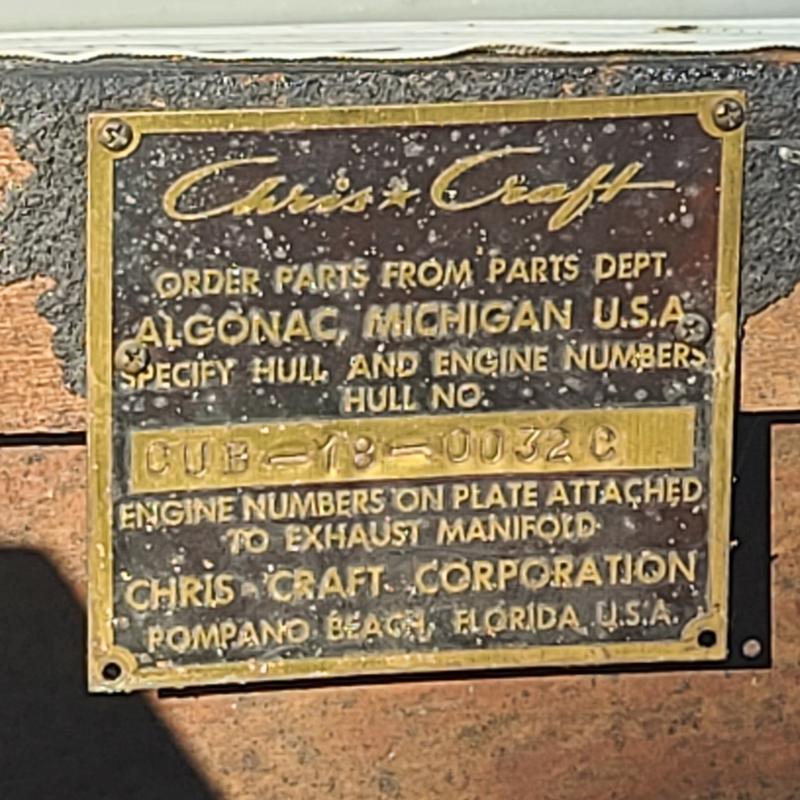 Chris★Craft
ORDER PARTS FROM PARTS DEPT.
ALGONAC, MICHIGAN U.S.A.
SPECIFY HULL AND ENGINE NUMBERS
HULL NO.
CUB-18-0032C
ENGINE NUMBERS ON PLATE ATTACHED
TO EXHAUST MANIFOLD
CHRIS CRAFT CORPORATION
POMPANO BEACH, FLORIDA U.S.A.